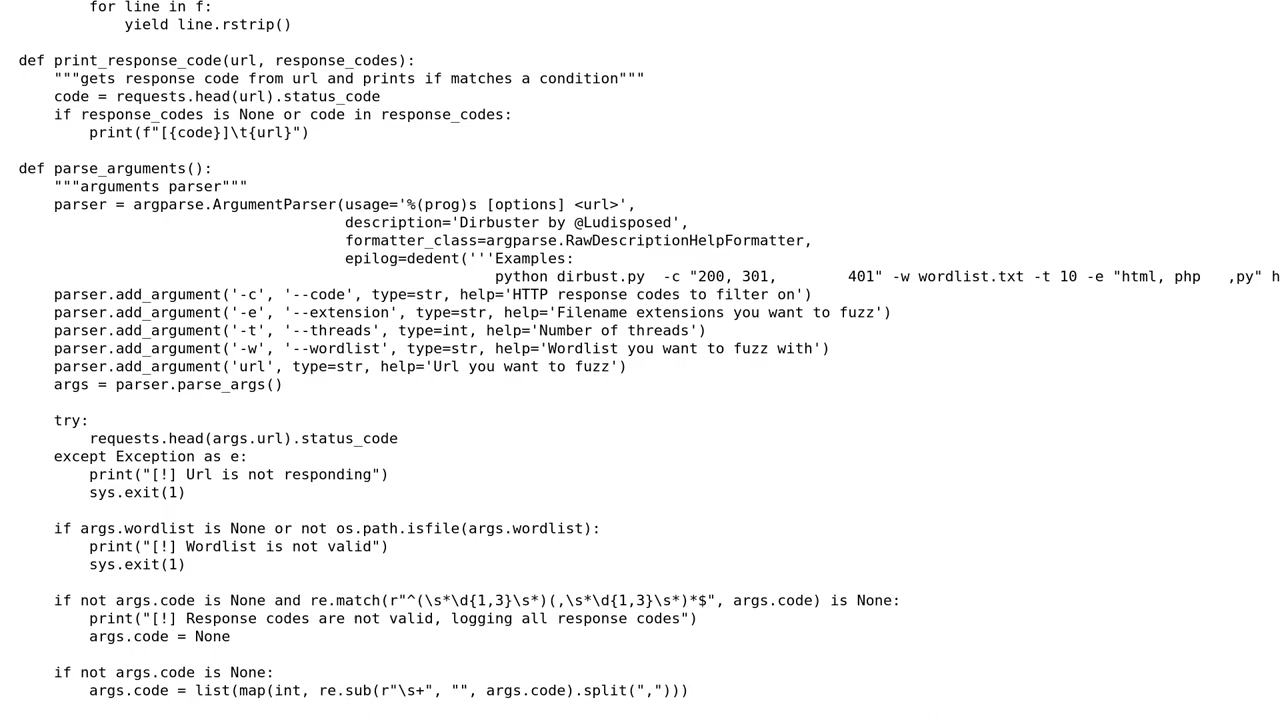 for line in f:
            yield line.rstrip()

def print_response_code(url, response_codes):
    """gets response code from url and prints if matches a condition"""
    code = requests.head(url).status_code
    if response_codes is None or code in response_codes:
        print(f"[{code}]\t{url}")

def parse_arguments():
    """arguments parser"""
    parser = argparse.ArgumentParser(usage='%(prog)s [options] <url>',
                                     description='Dirbuster by @Ludisposed',
                                     formatter_class=argparse.RawDescriptionHelpFormatter,
                                     epilog=dedent('''Examples:
                                                      python dirbust.py  -c "200, 301,        401" -w wordlist.txt -t 10 -e "html, php   ,py" h
    parser.add_argument('-c', '--code', type=str, help='HTTP response codes to filter on')
    parser.add_argument('-e', '--extension', type=str, help='Filename extensions you want to fuzz')
    parser.add_argument('-t', '--threads', type=int, help='Number of threads')
    parser.add_argument('-w', '--wordlist', type=str, help='Wordlist you want to fuzz with')
    parser.add_argument('url', type=str, help='Url you want to fuzz')
    args = parser.parse_args()

    try:
        requests.head(args.url).status_code
    except Exception as e:
        print("[!] Url is not responding")
        sys.exit(1)

    if args.wordlist is None or not os.path.isfile(args.wordlist):
        print("[!] Wordlist is not valid")
        sys.exit(1)

    if not args.code is None and re.match(r"^(\s*\d{1,3}\s*)(,\s*\d{1,3}\s*)*$", args.code) is None:
        print("[!] Response codes are not valid, logging all response codes")
        args.code = None

    if not args.code is None:
        args.code = list(map(int, re.sub(r"\s+", "", args.code).split(",")))